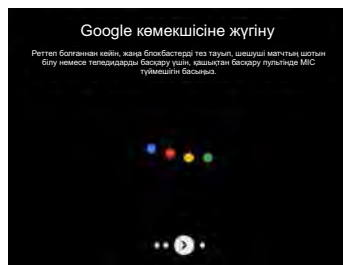 Google көмекшісіне жүгіну
Реттеп болғаннан кейін, жаңа блокбастерді тез тауып, шешуші матчтың шотын
білу немесе теледидарды басқару үшін, қашықтан басқару пультінде MIC
түймешігін басыңыз.